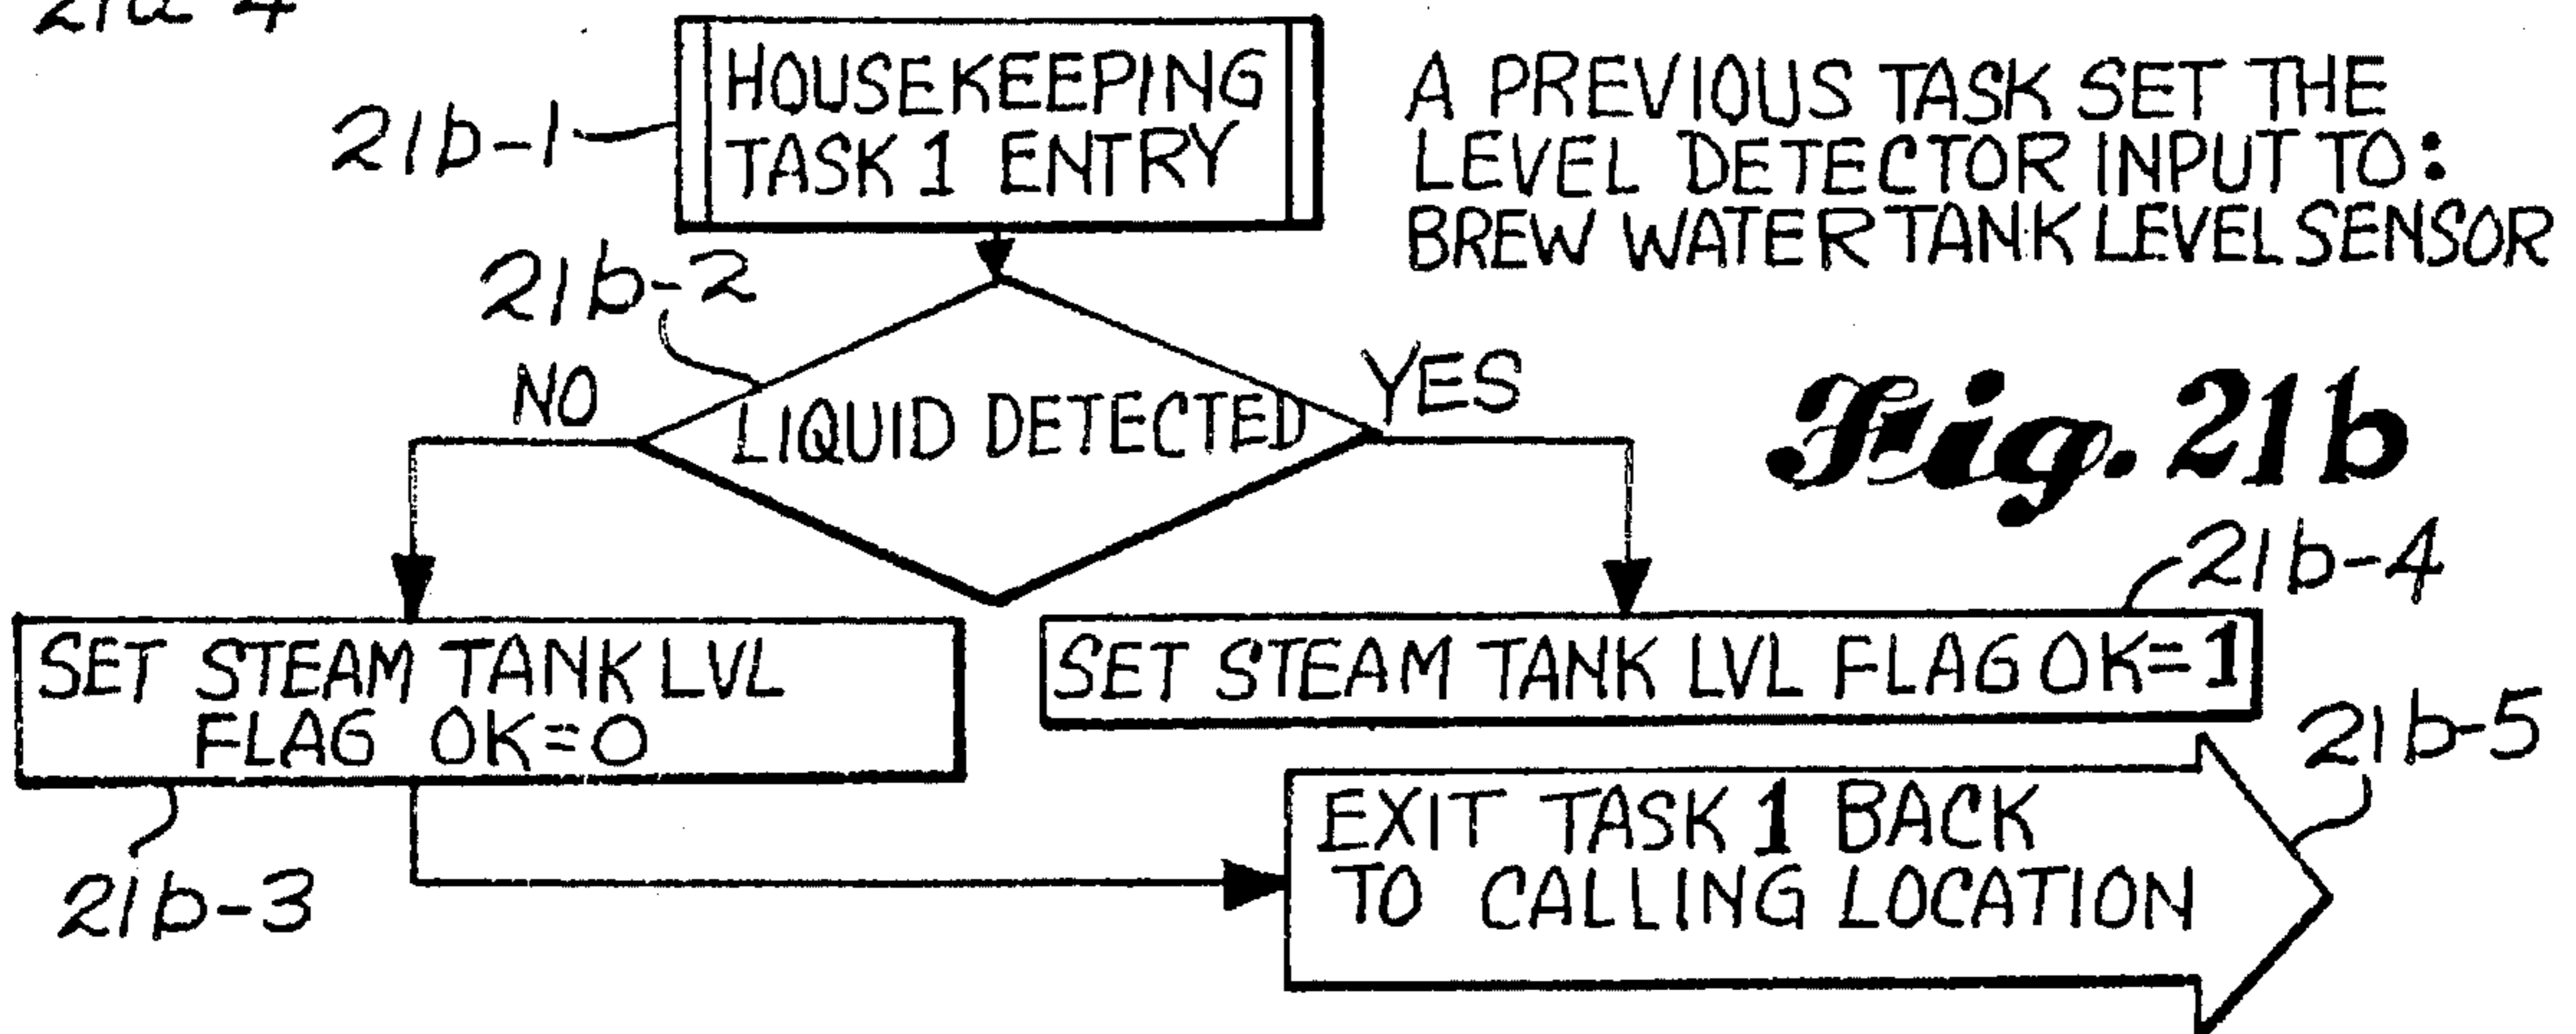 HOUSEKEEPING
TASK 1 ENTRY
21b-1
A PREVIOUS TASK SET THE
LEVEL DETECTOR INPUT TO:
BREW WATER TANK LEVEL SENSOR
21b-2
NO
LIQUID DETECTED
YES
Fig. 21b
21b-4
SET STEAM TANK LVL
FLAG OK=0
SET STEAM TANK LVL FLAG OK=1
21b-5
21b-3
EXIT TASK 1 BACK
TO CALLING LOCATION